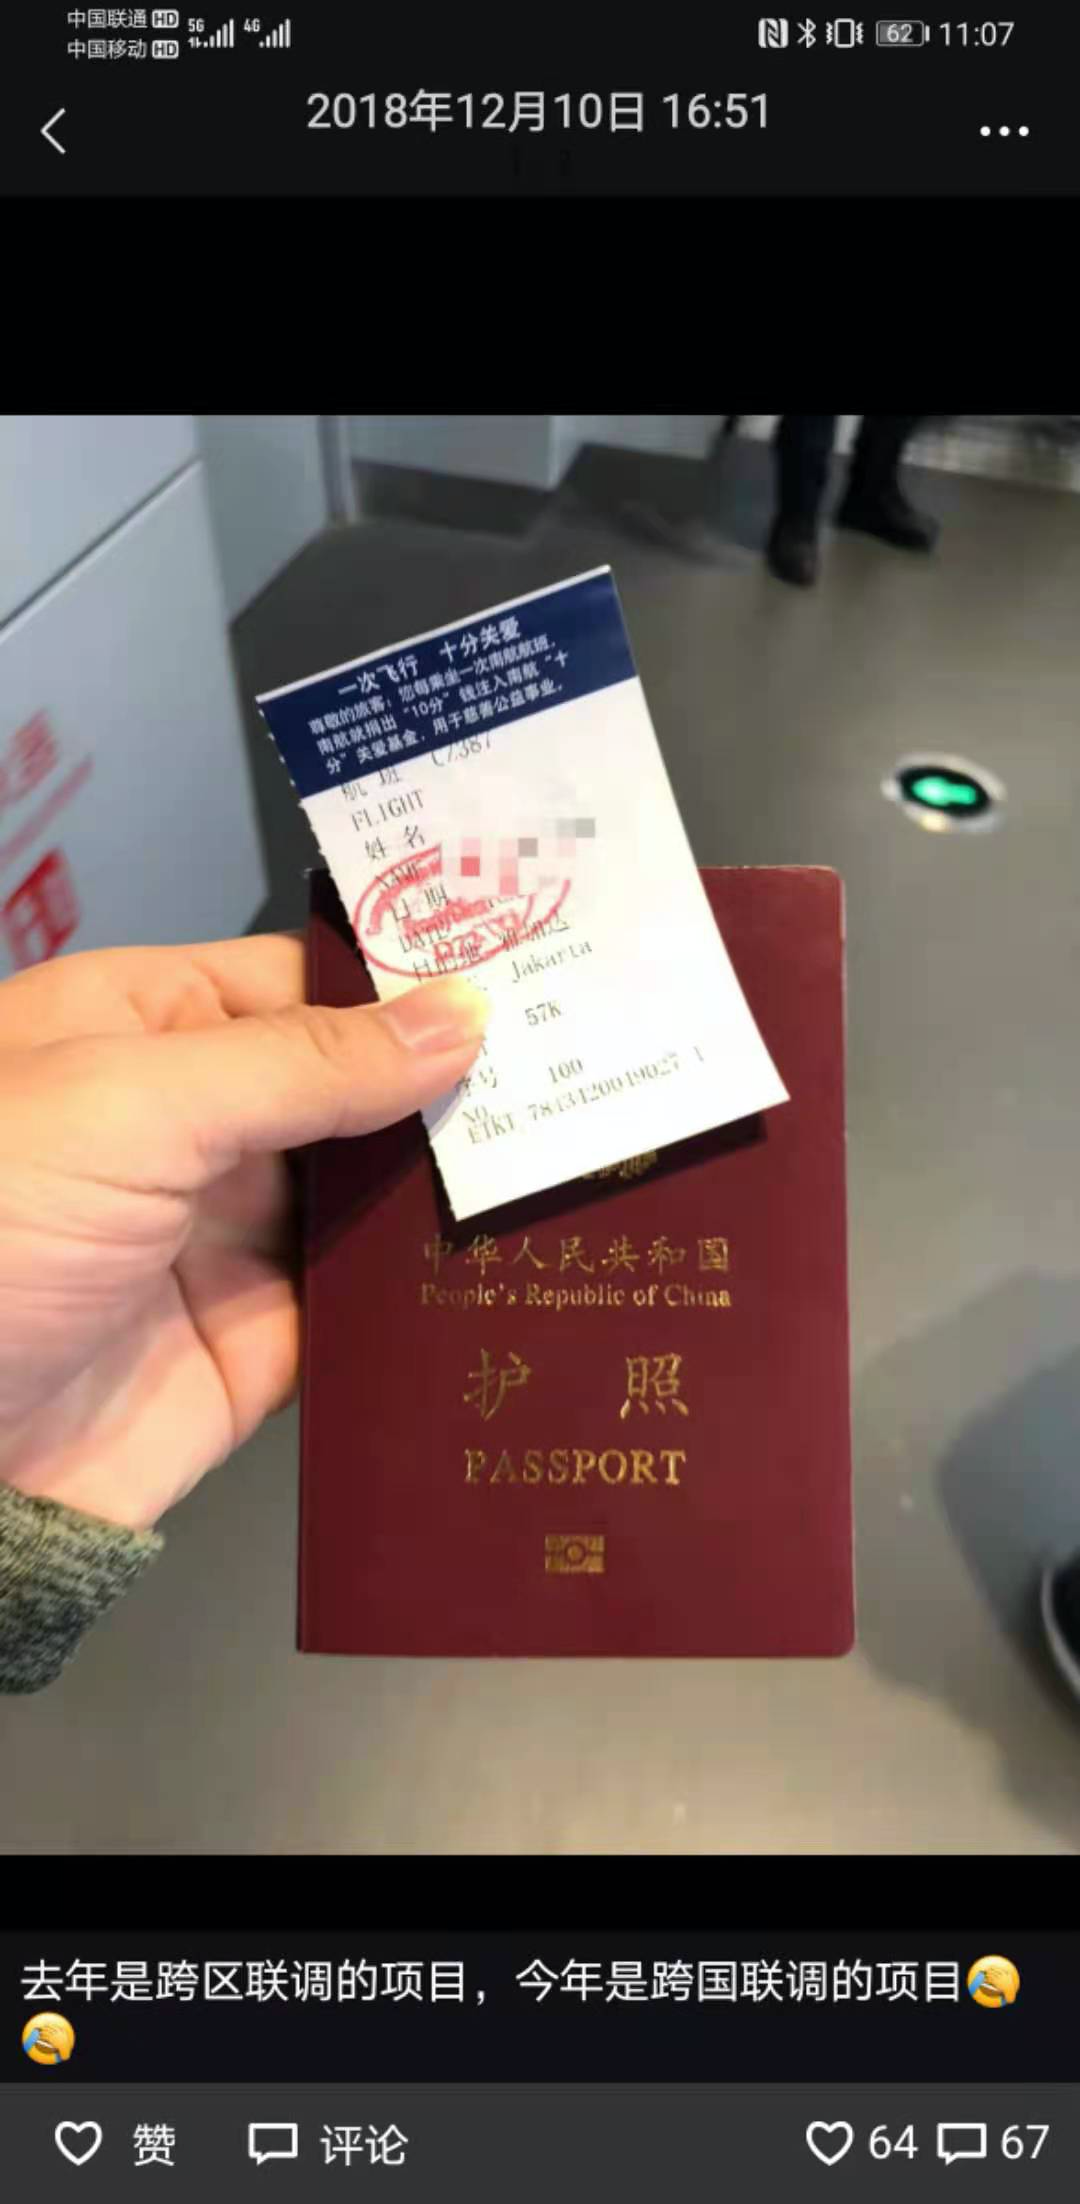 中国联通 HD 5G 4G
中国移动 HD
62 11:07
2018年12月10日 16:51
一次飞行 十分关爱
尊敬的旅客：您每乘坐一次南航航班，
南航就捐出“10分”钱注入南航“十
分”关爱基金，用于慈善公益事业。
航 班 CZ387
FLIGHT
姓 名
NAME
日 期
DATE
目的地 雅加达
Jakarta
57K
序号 100
NO
ETKT
中华人民共和国
People's Republic of China
护 照
PASSPORT
去年是跨区联调的项目，今年是跨国联调的项目🤦
🤦
赞 评论 64 67